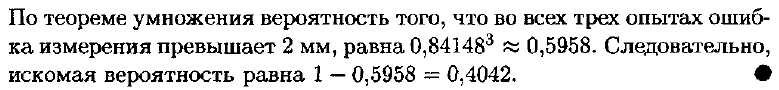 По теореме умножения вероятность того, что во всех трех опытах ошиб-
ка измерения превышает 2 мм, равна 0,84148³ ≈ 0,5958. Следовательно,
искомая вероятность равна 1 − 0,5958 = 0,4042. ●